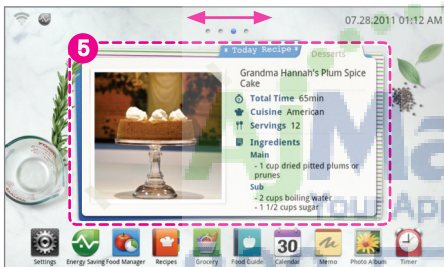 07.28.2011 01:12 AM
5
* Today Recipe *
Desserts
Grandma Hannah's Plum Spice
Cake
Total Time 65min
Cuisine American
Servings 12
Ingredients
Main
- 1 cup dried pitted plums or
prunes
Sub
- 2 cups boiling water
- 1 1/2 cups sugar
Your App
30
Settings
Energy Saving
Food Manager
Recipes
Grocery
Food Guide
Calendar
Memo
Photo Album
Timer